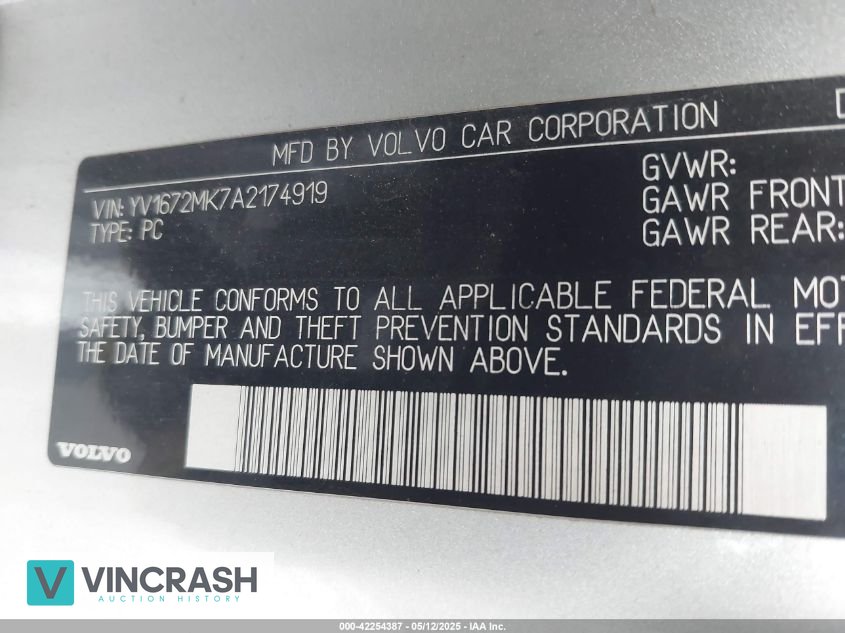 MFD BY VOLVO CAR CORPORATION
VIN: YV1672MK7A2174919
TYPE: PC
GVWR:
GAWR FRONT
GAWR REAR:
THIS VEHICLE CONFORMS TO ALL APPLICABLE FEDERAL MOT
SAFETY, BUMPER AND THEFT PREVENTION STANDARDS IN EFF
THE DATE OF MANUFACTURE SHOWN ABOVE.
VOLVO
VINCRASH
AUCTION HISTORY
000-42254387 - 05/12/2025 - IAA Inc.